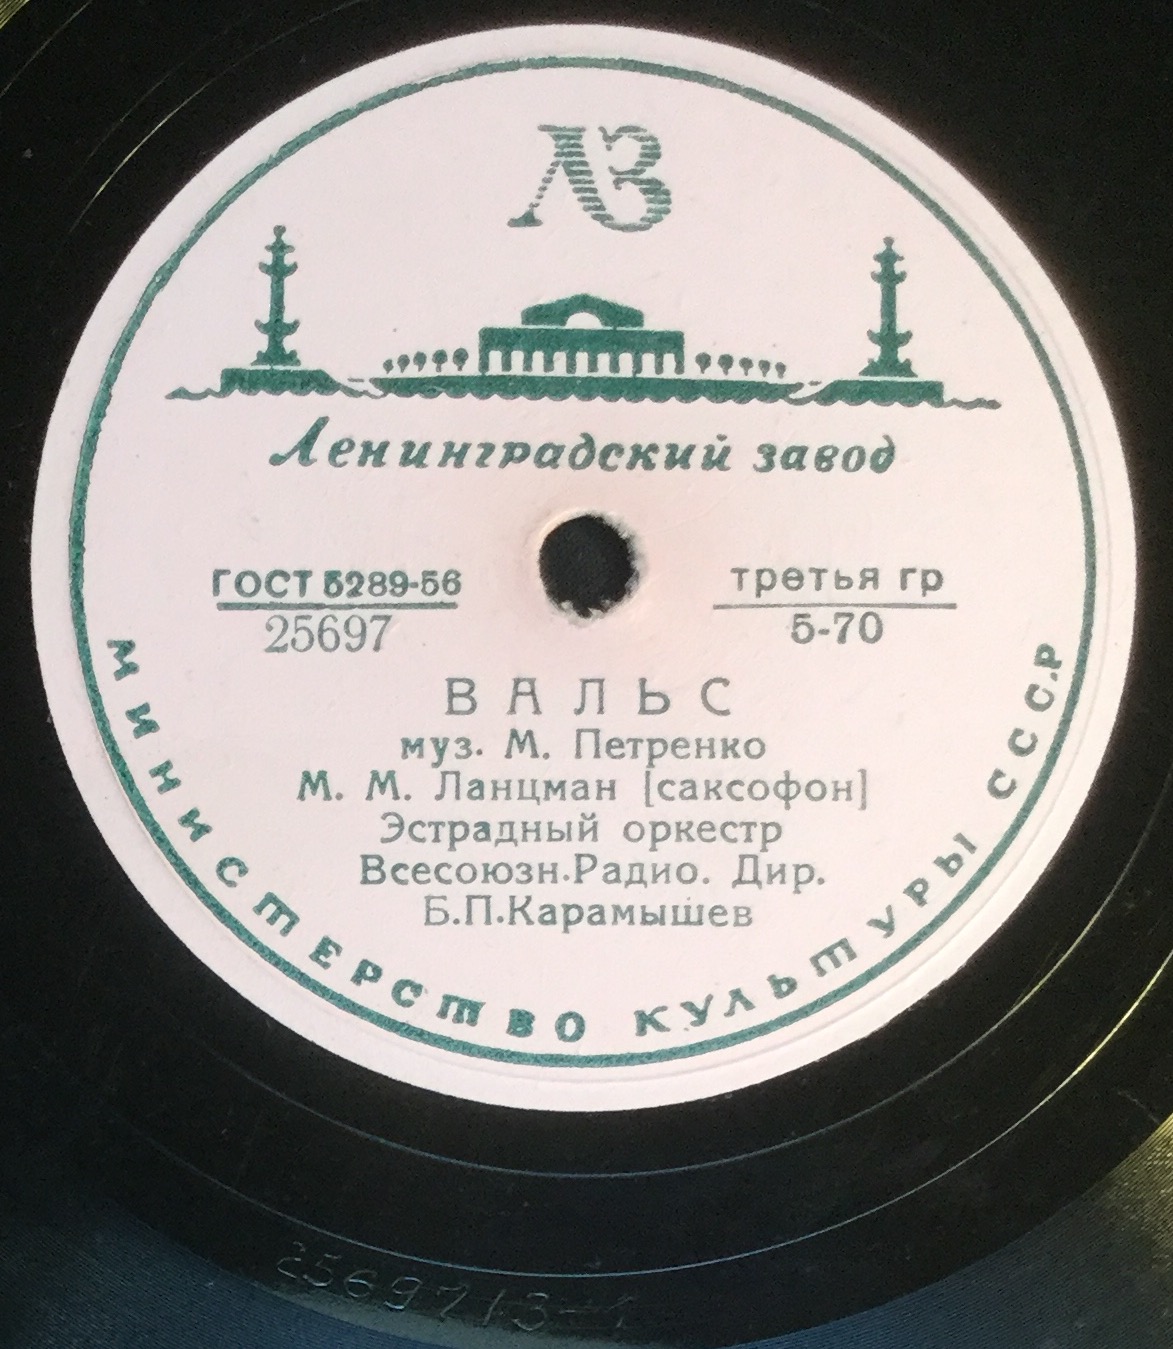 ЛЗ
Ленинградский завод
ГОСТ 5289-56
25697
третья гр
5-70
ВАЛЬС
муз. М. Петренко
М. М. Ланцман [саксофон]
Эстрадный оркестр
Всесоюзн.Радио. Дир.
Б.П.Карамышев
МИНИСТЕРСТВО КУЛЬТУРЫ СССР